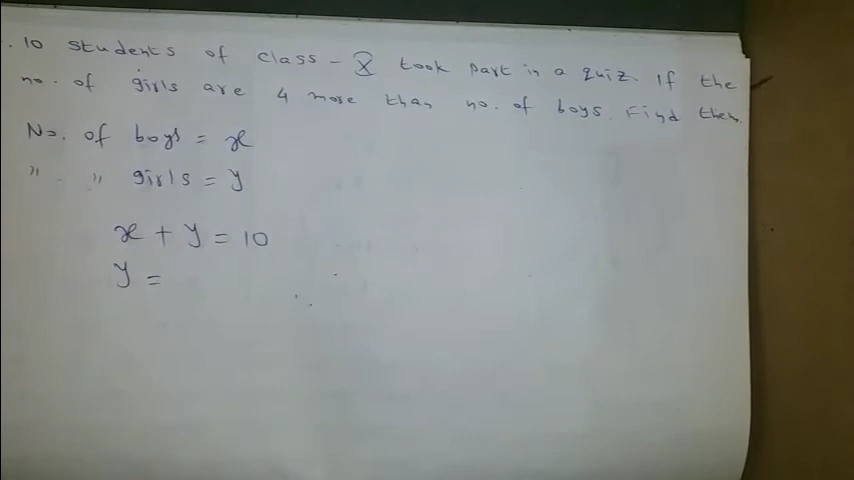 . 10 students of class - X took part in a quiz. If the
no. of girls are 4 more than no. of boys. Find them.
No. of boys = x
" - " girls = y
x + y = 10
y =